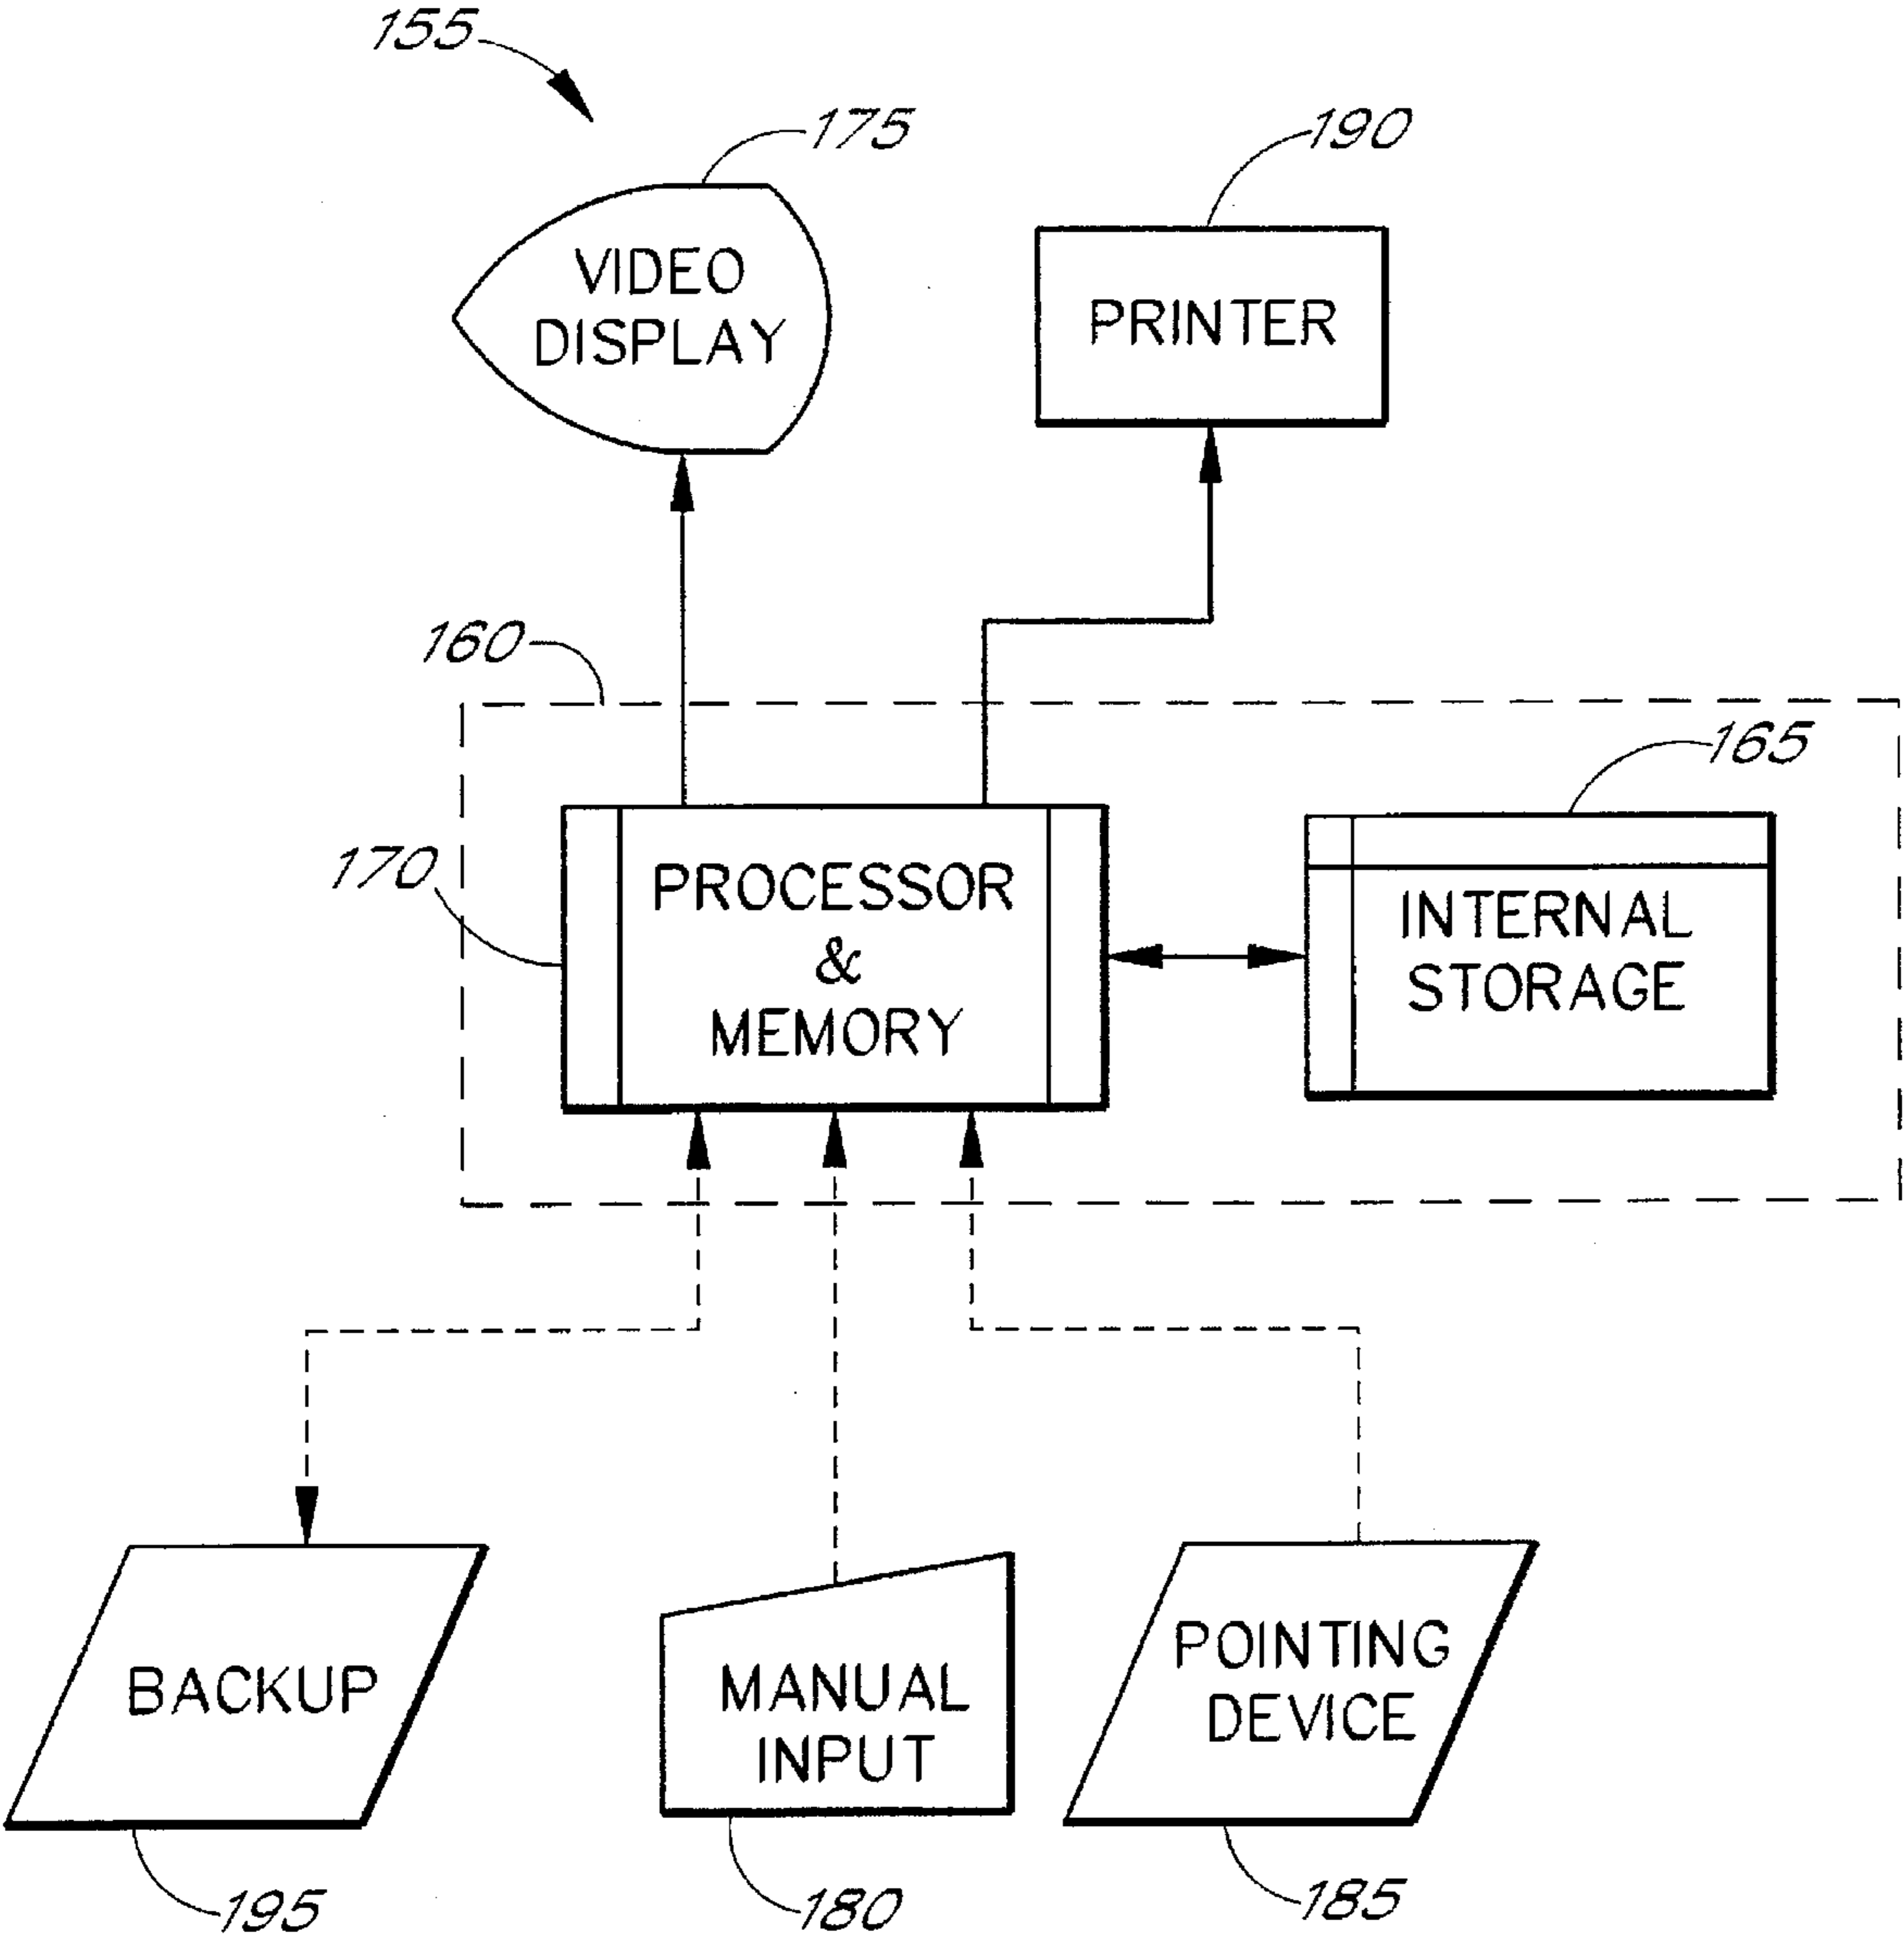 155
175
190
VIDEO
DISPLAY
PRINTER
160
165
170
PROCESSOR
&
MEMORY
INTERNAL
STORAGE
BACKUP
MANUAL
INPUT
POINTING
DEVICE
195
180
185